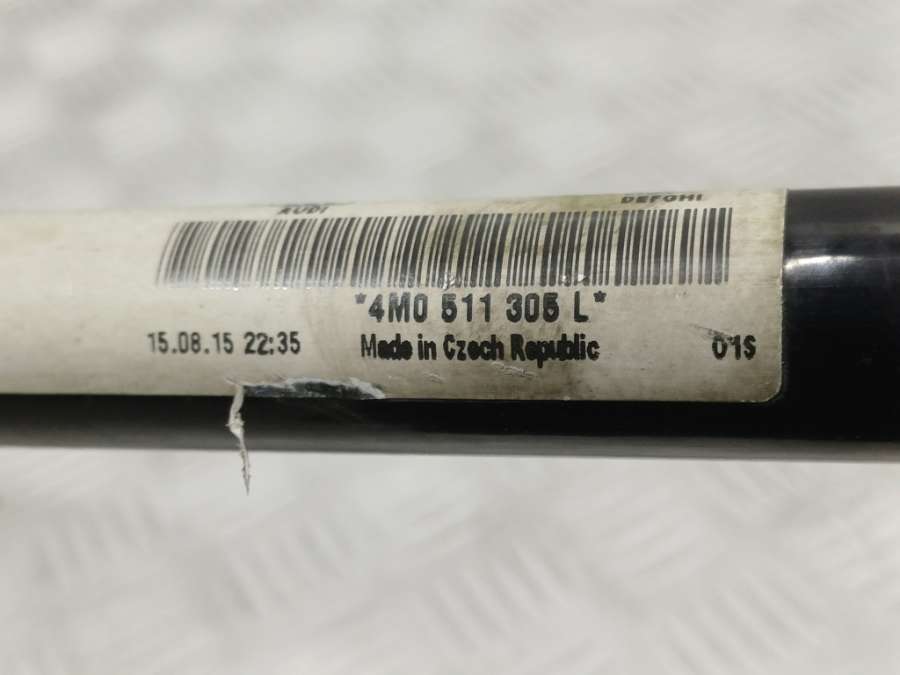 AUDI DEFGHI
*4M0 511 305 L*
15.08.15 22:35 Made in Czech Republic 01S